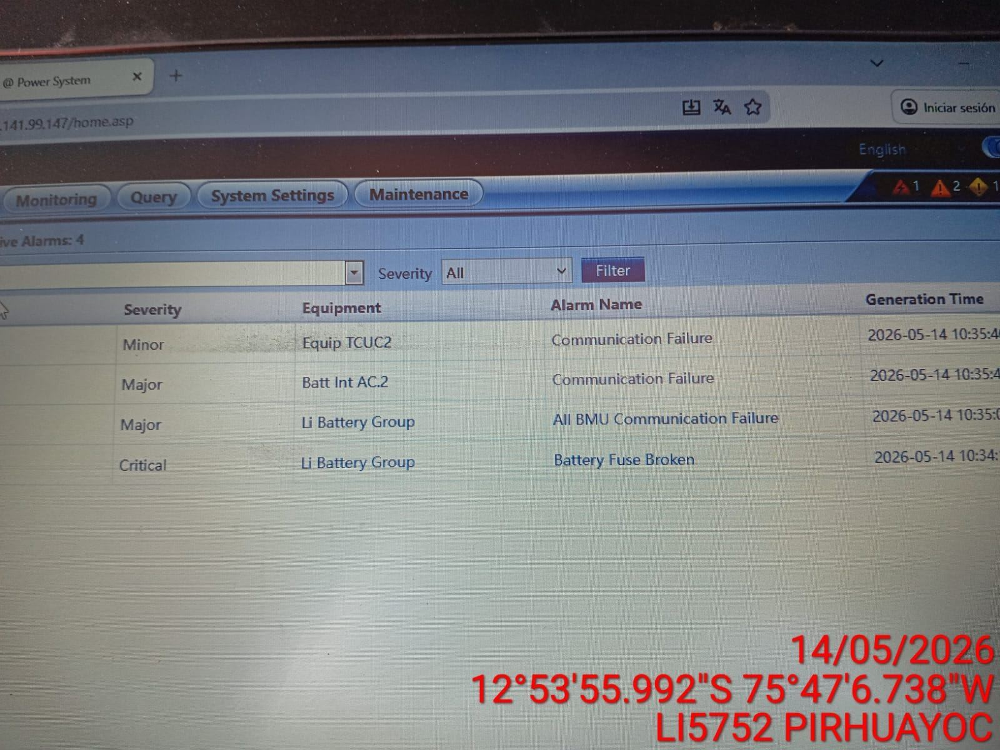 @ Power System
.141.99.147/home.asp
Iniciar sesión
English
Monitoring Query System Settings Maintenance
1 2 1
ive Alarms: 4
Severity All Filter
Severity Equipment Alarm Name Generation Time
Minor Equip TCUC2 Communication Failure 2026-05-14 10:35:4
Major Batt Int AC.2 Communication Failure 2026-05-14 10:35:4
Major Li Battery Group All BMU Communication Failure 2026-05-14 10:35:0
Critical Li Battery Group Battery Fuse Broken 2026-05-14 10:34:
14/05/2026
12°53'55.992"S 75°47'6.738"W
LI5752 PIRHUAYOC